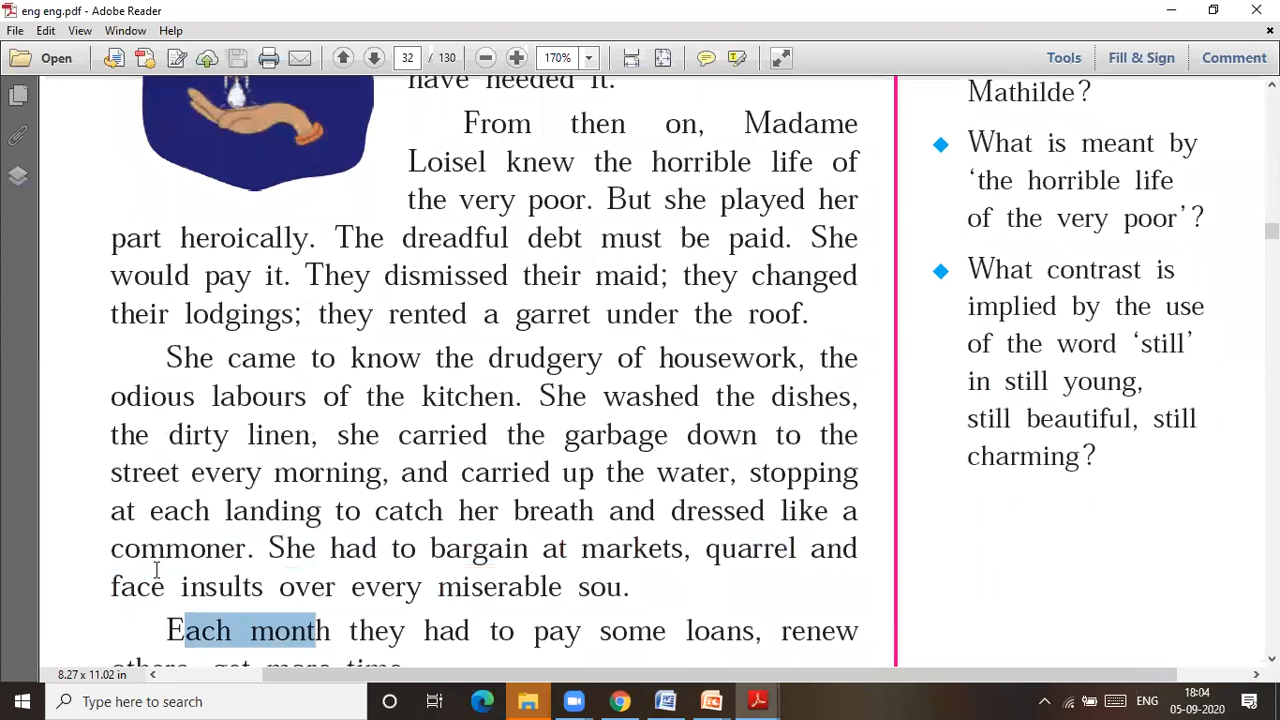 eng eng.pdf - Adobe Reader
File Edit View Window Help
Open 32 / 130 170% Tools Fill & Sign Comment
have needed it.
From then on, Madame
Loisel knew the horrible life of
the very poor. But she played her
part heroically. The dreadful debt must be paid. She
would pay it. They dismissed their maid; they changed
their lodgings; they rented a garret under the roof.
She came to know the drudgery of housework, the
odious labours of the kitchen. She washed the dishes,
the dirty linen, she carried the garbage down to the
street every morning, and carried up the water, stopping
at each landing to catch her breath and dressed like a
commoner. She had to bargain at markets, quarrel and
face insults over every miserable sou.
Each month they had to pay some loans, renew
others, get more time.
Mathilde?
What is meant by
‘the horrible life
of the very poor’?
What contrast is
implied by the use
of the word ‘still’
in still young,
still beautiful, still
charming?
8.27 x 11.02 in
Type here to search
ENG
18:04
05-09-2020